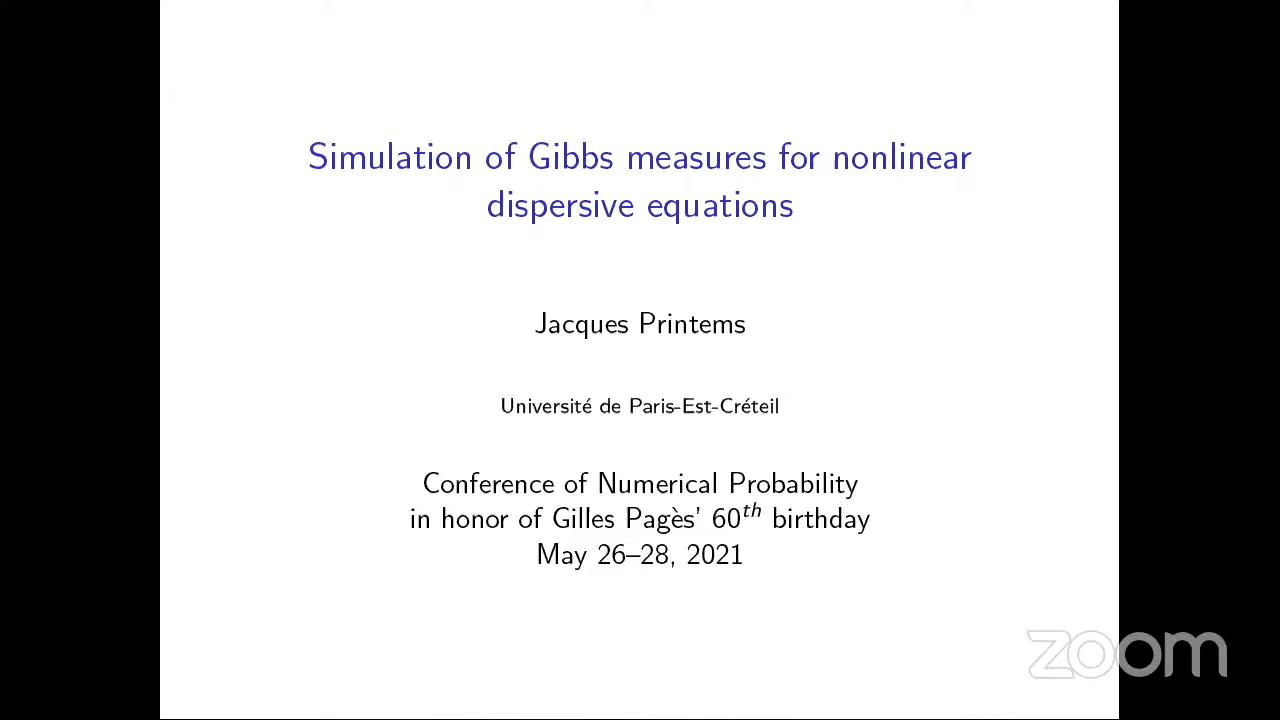 Simulation of Gibbs measures for nonlinear
dispersive equations
Jacques Printems
Université de Paris-Est-Créteil
Conference of Numerical Probability
in honor of Gilles Pagès' 60th birthday
May 26–28, 2021
zoom